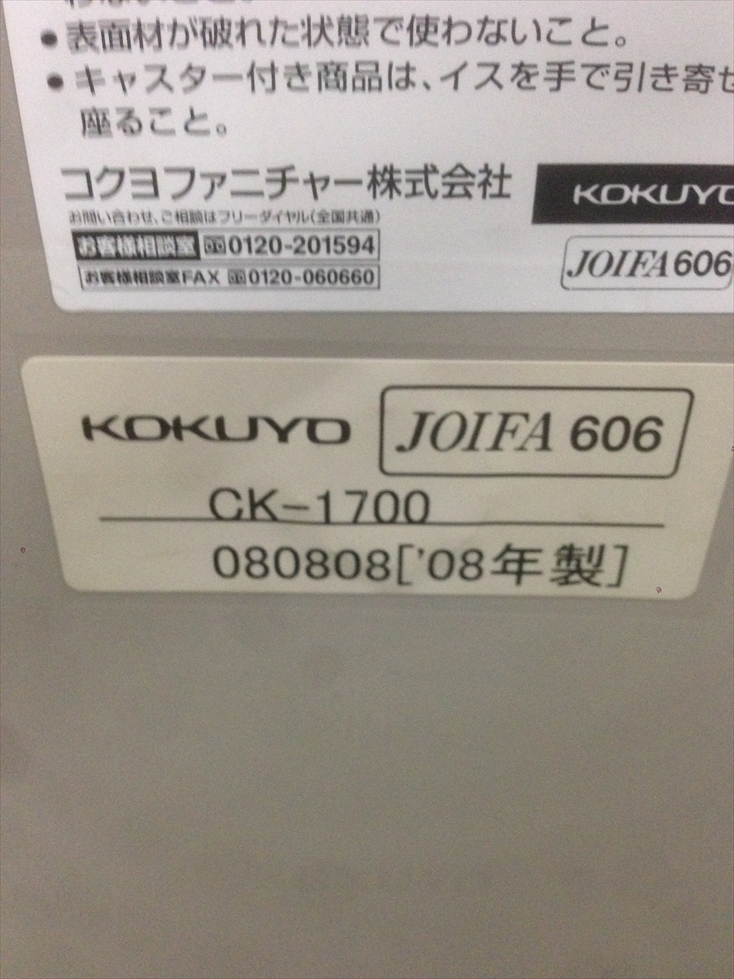 ●表面材が破れた状態で使わないこと。
●キャスター付き商品は、イスを手で引き寄せ
座ること。
コクヨファニチャー株式会社
KOKUYO
お問い合わせ、ご相談はフリーダイヤル(全国共通)
お客様相談室 0120-201594
JOIFA606
お客様相談室FAX 0120-060660
KOKUYO JOIFA 606
CK-1700
080808['08年製]